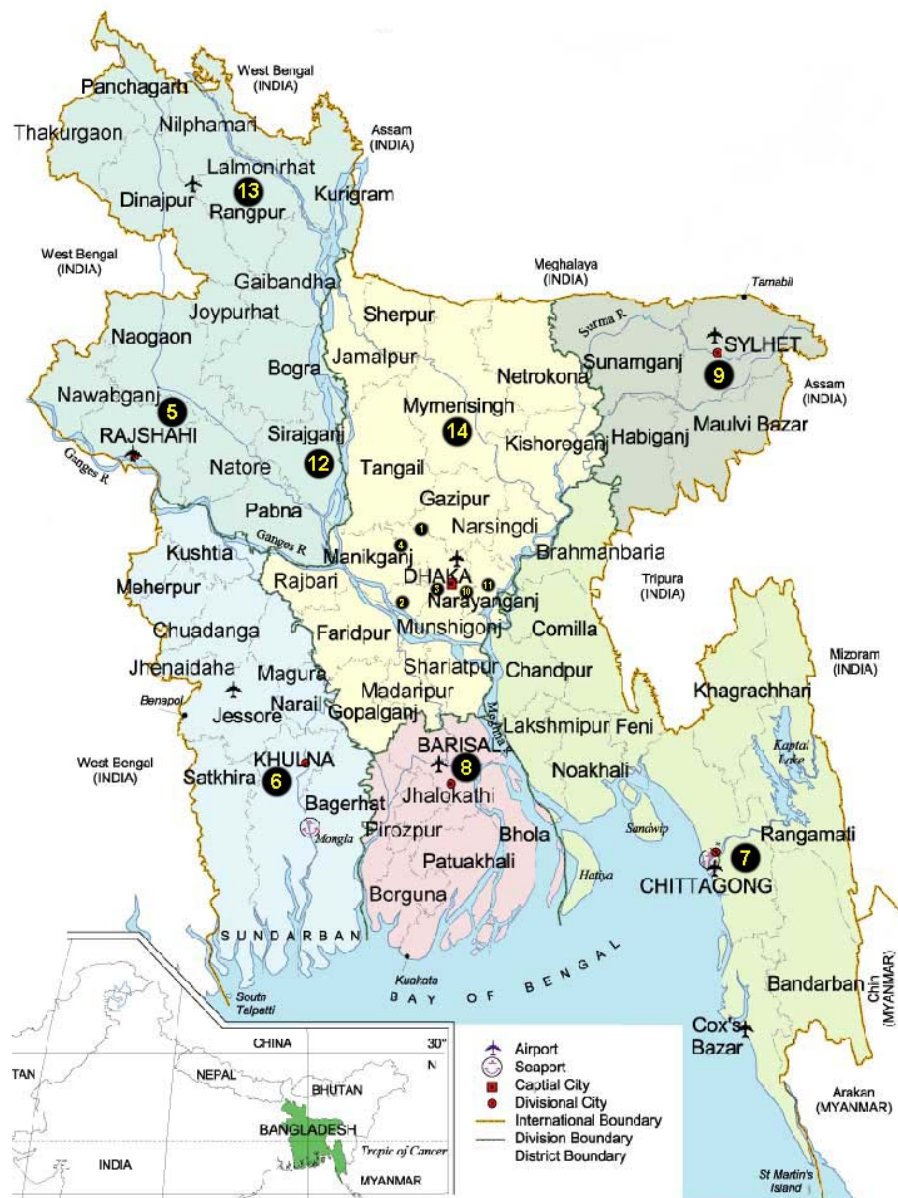 West Bengal
(INDIA)
Panchagarh
Thakurgaon
Nilphamari
Assam
(INDIA)
Lalmonirhat
13
Kurigram
Dinajpur
Rangpur
West Bengal
(INDIA)
Meghalaya
(INDIA)
Tamabil
Gaibandha
Joypurhat
Sherpur
Surma R
SYLHET
Naogaon
Jamalpur
Sunamganj
Bogra
Netrokona
9
Assam
(INDIA)
Nawabganj
5
Mymensingh
14
Maulvi Bazar
RAJSHAHI
Sirajganj
Kishoregonj
Habiganj
Ganges R
Natore
12
Tangail
Gazipur
Pabna
1
Narsingdi
Kushtia
Ganges R
Manikganj
4
Brahmanbaria
Meherpur
Rajbari
DHAKA
3
10
11
Tripura
(INDIA)
2
Narayanganj
Chuadanga
Faridpur
Munshigonj
Comilla
Mizoram
(INDIA)
Jhenaidaha
Magura
Shariatpur
Chandpur
Benapol
Jessore
Narail
Madaripur
Khagrachhari
Gopalganj
Meghna
Lakshmipur
Feni
West Bengal
(INDIA)
KHULNA
BARISAL
Kaptai
Lake
Satkhira
6
8
Noakhali
Bagerhat
Jhalokathi
Mongla
Pirozpur
Bhola
Sandwip
Rangamati
Patuakhali
Hatiya
7
CHITTAGONG
Borguna
SUNDARBAN
Kuakata
BAY OF BENGAL
South
Talpatti
Bandarban
Chin
(MYANMAR)
Cox's
Bazar
Arakan
(MYANMAR)
St Martin's
Island
CHINA
30°
N
TAN
NEPAL
BHUTAN
BANGLADESH
Tropic of Cancer
INDIA
MYANMAR
Airport
Seaport
Captial City
Divisional City
International Boundary
Division Boundary
District Boundary